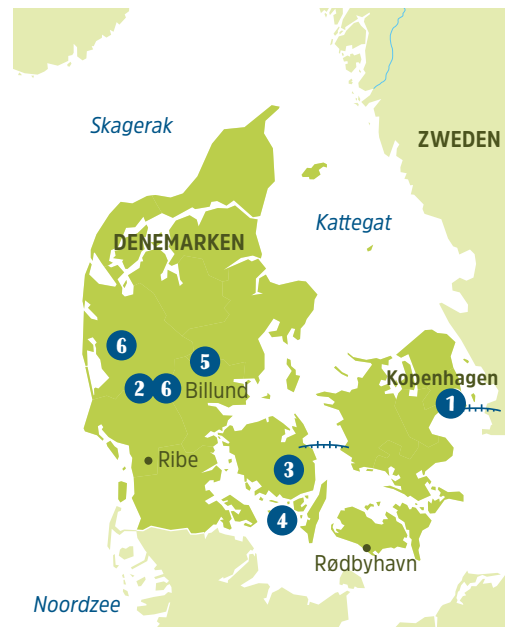 Skagerak
ZWEDEN
Kattegat
DENEMARKEN
6
5
Kopenhagen
2 6 Billund
1
Ribe
3
4
Rødbyhavn
Noordzee